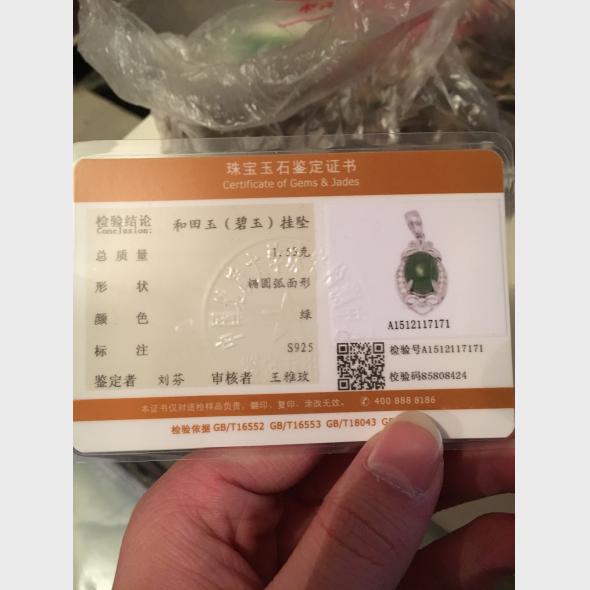 珠宝玉石鉴定证书
Certificate of Gems & Jades
检验结论 和田玉（碧玉）挂坠
Conclusion:
总质量
形状 椭圆弧面形
颜色 绿
标注 S925
鉴定者 刘芬 审核者 王雅玟
A1512117171
检验号A1512117171
校验码85808424
本证书仅对送检样品负责，翻印、复印、涂改无效。 ✆ 400 888 8186
检验依据 GB/T16552 GB/T16553 GB/T18043